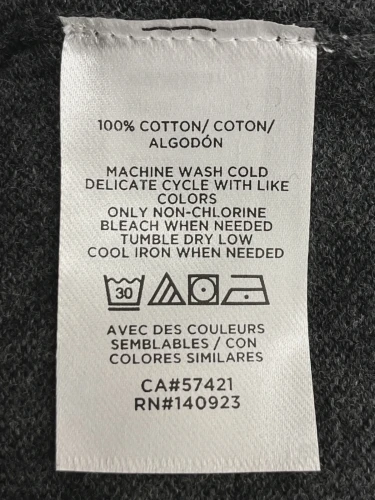 100% COTTON/ COTON/
ALGODÓN
MACHINE WASH COLD
DELICATE CYCLE WITH LIKE
COLORS
ONLY NON-CHLORINE
BLEACH WHEN NEEDED
TUMBLE DRY LOW
COOL IRON WHEN NEEDED
30
AVEC DES COULEURS
SEMBLABLES / CON
COLORES SIMILARES
CA#57421
RN#140923